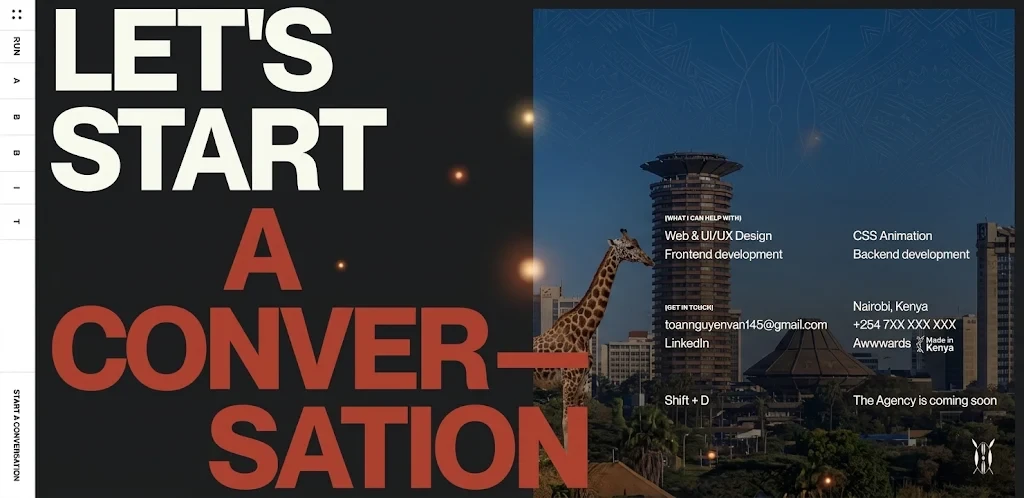 RUN
A
B
B
I
T
START A CONVERSATION
LET'S
START
A
CONVER—
SATION
[WHAT I CAN HELP WITH]
Web & UI/UX Design
Frontend development
CSS Animation
Backend development
[GET IN TOUCH]
toannguyenvan145@gmail.com
LinkedIn
Nairobi, Kenya
+254 7XX XXX XXX
Awwwards
Made in
Kenya
Shift + D
The Agency is coming soon